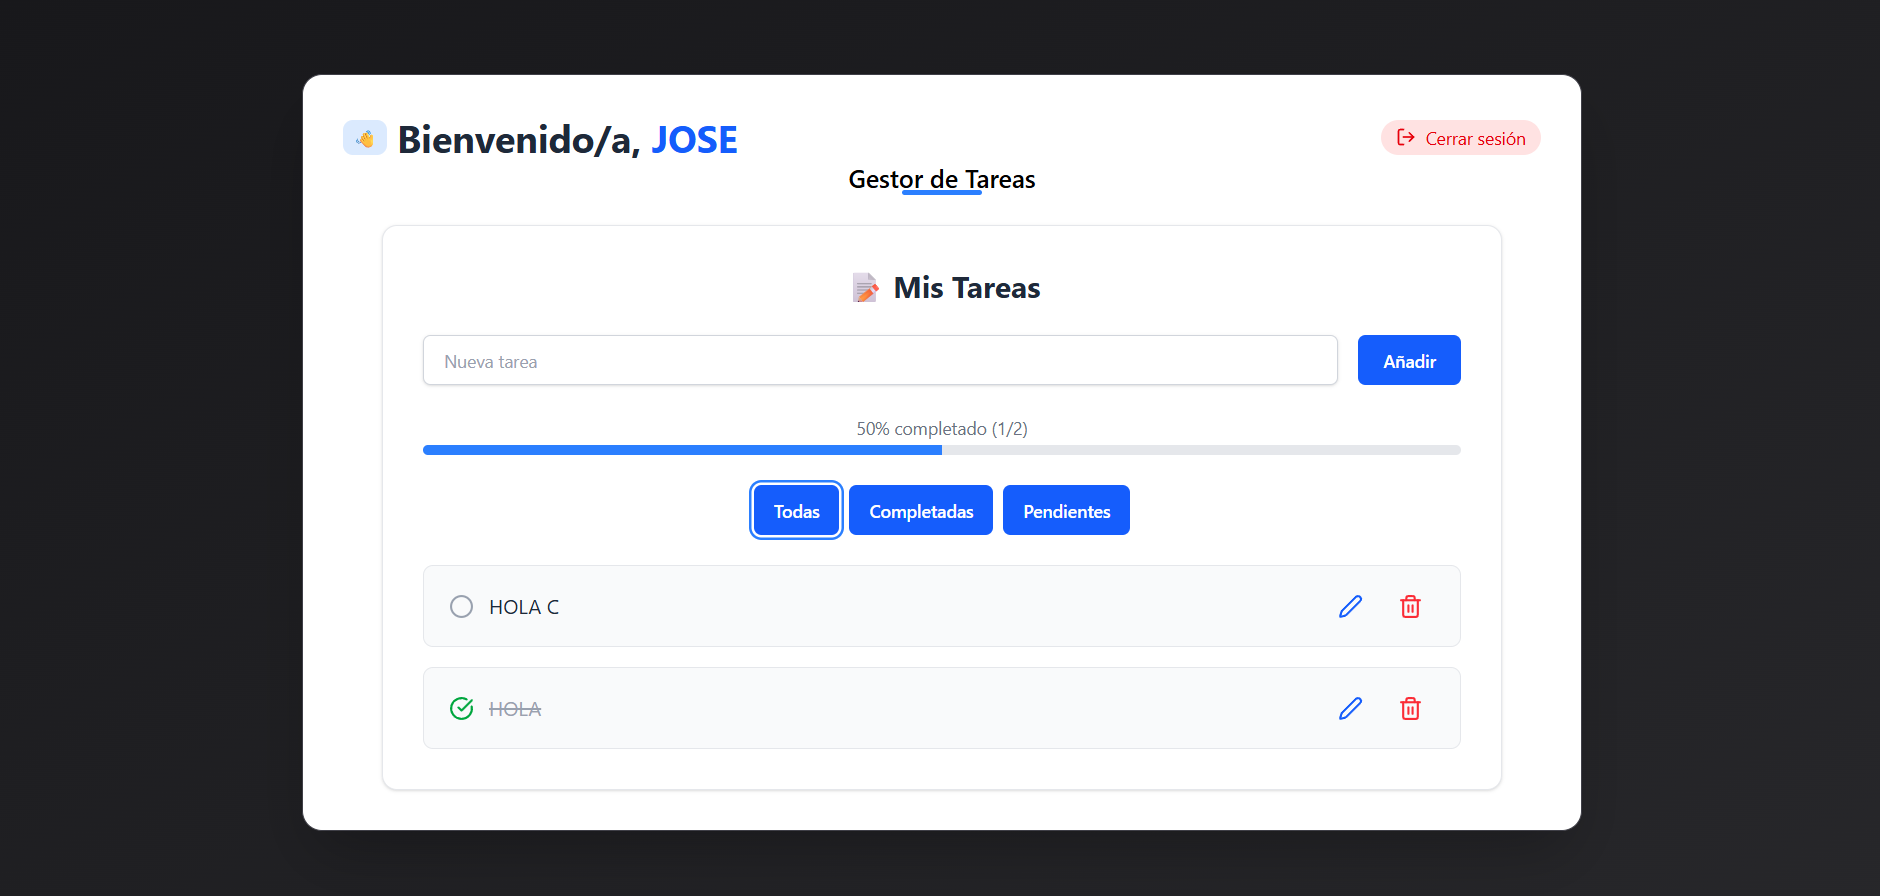 Bienvenido/a, JOSE
Cerrar sesión
Gestor de Tareas
Mis Tareas
Nueva tarea
Añadir
50% completado (1/2)
Todas
Completadas
Pendientes
HOLA C
HOLA